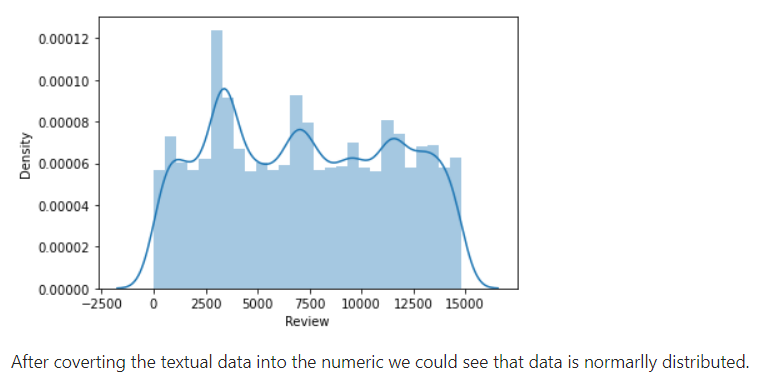 0.00012
0.00010
0.00008
0.00006
0.00004
0.00002
0.00000
Density
−2500 0 2500 5000 7500 10000 12500 15000
Review
After coverting the textual data into the numeric we could see that data is normarlly distributed.